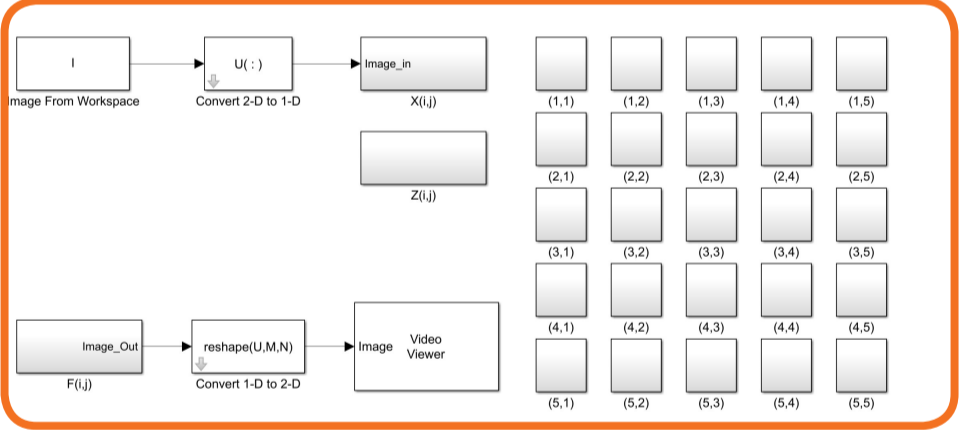 I
Image From Workspace
U( : )
Convert 2-D to 1-D
Image_in
X(i,j)
Z(i,j)
Image_Out
F(i,j)
reshape(U,M,N)
Convert 1-D to 2-D
Image
Video
Viewer
(1,1) (1,2) (1,3) (1,4) (1,5)
(2,1) (2,2) (2,3) (2,4) (2,5)
(3,1) (3,2) (3,3) (3,4) (3,5)
(4,1) (4,2) (4,3) (4,4) (4,5)
(5,1) (5,2) (5,3) (5,4) (5,5)